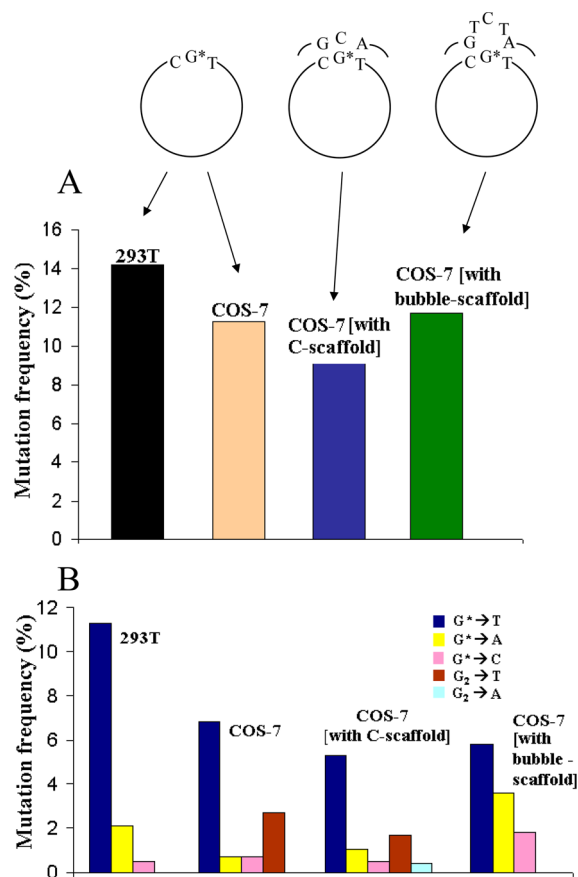 C G* T
G C A
C G* T
G T C T A
C G* T
A
Mutation frequency (%)
16
14
12
10
8
6
4
2
0
293T
COS-7
COS-7 [with
C-scaffold]
COS-7 [with
bubble-scaffold]
B
Mutation frequency (%)
12
10
8
6
4
2
0
293T
COS-7
COS-7
[with C-scaffold]
COS-7
[with
bubble -
scaffold]
G*→T
G*→A
G*→C
G₂→T
G₂→A